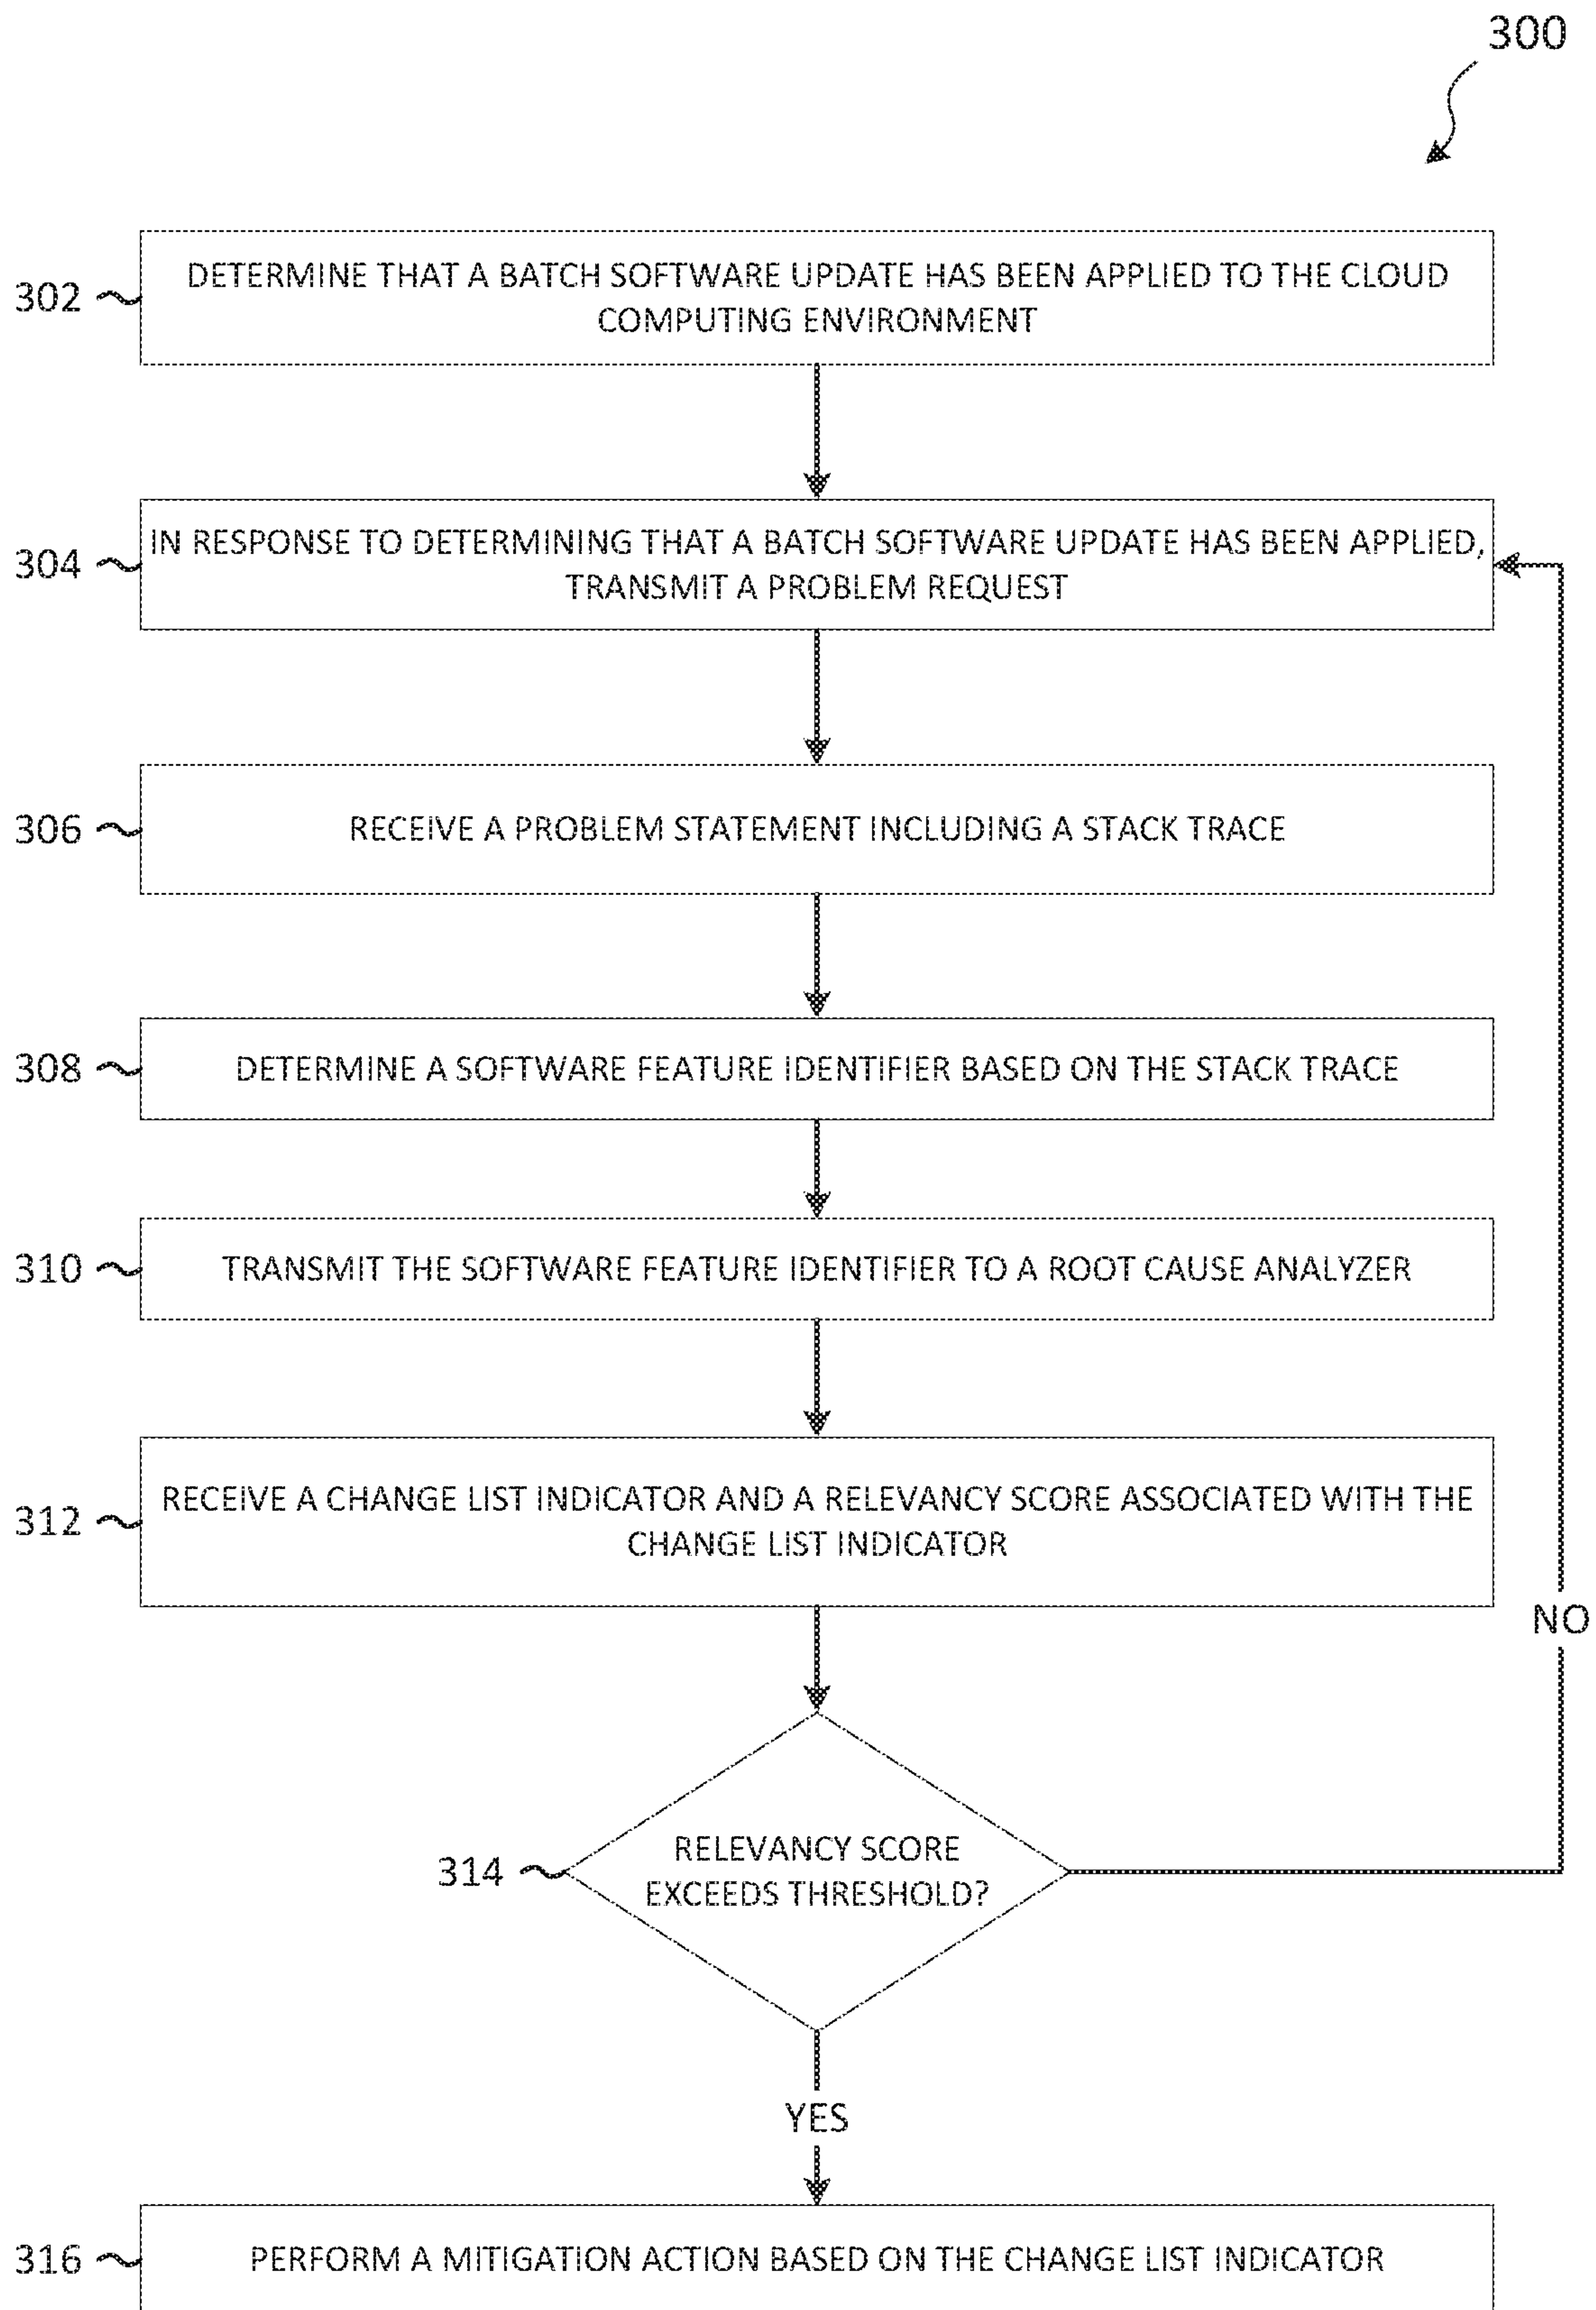 300
302
DETERMINE THAT A BATCH SOFTWARE UPDATE HAS BEEN APPLIED TO THE CLOUD
COMPUTING ENVIRONMENT
304
IN RESPONSE TO DETERMINING THAT A BATCH SOFTWARE UPDATE HAS BEEN APPLIED,
TRANSMIT A PROBLEM REQUEST
306
RECEIVE A PROBLEM STATEMENT INCLUDING A STACK TRACE
308
DETERMINE A SOFTWARE FEATURE IDENTIFIER BASED ON THE STACK TRACE
310
TRANSMIT THE SOFTWARE FEATURE IDENTIFIER TO A ROOT CAUSE ANALYZER
312
RECEIVE A CHANGE LIST INDICATOR AND A RELEVANCY SCORE ASSOCIATED WITH THE
CHANGE LIST INDICATOR
NO
314
RELEVANCY SCORE
EXCEEDS THRESHOLD?
YES
316
PERFORM A MITIGATION ACTION BASED ON THE CHANGE LIST INDICATOR